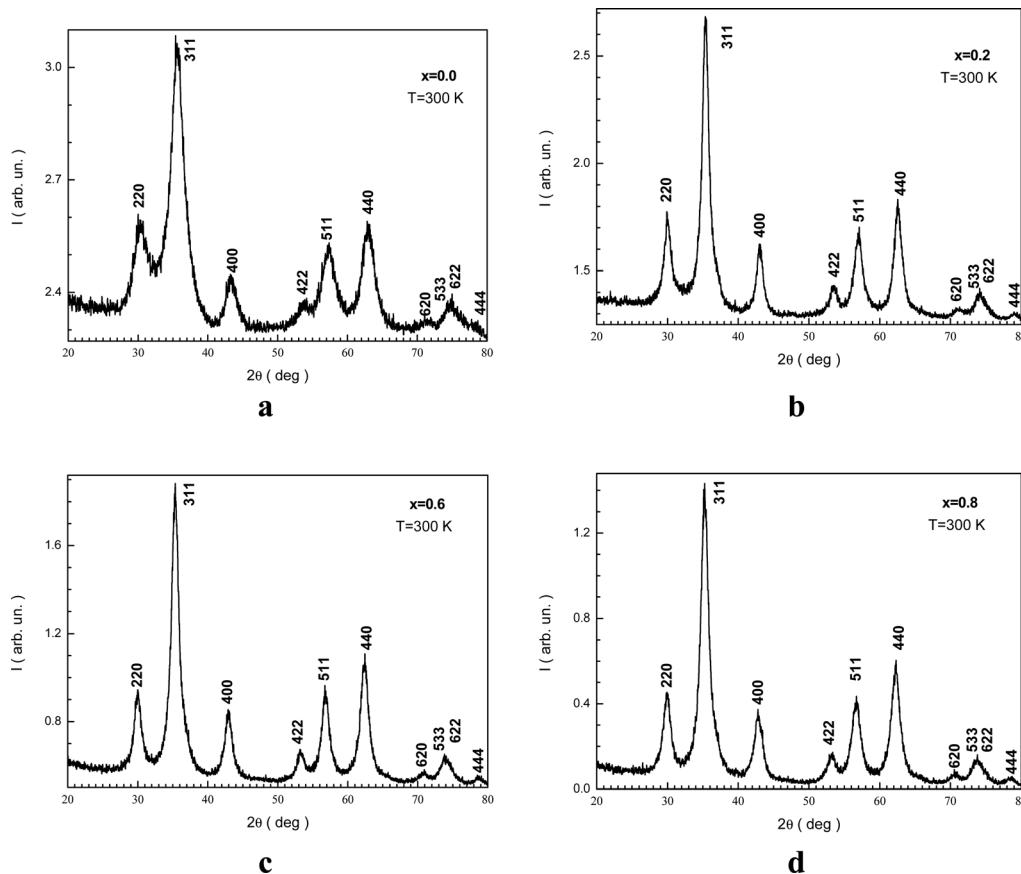 311
x=0.0
T=300 K
3.0
2.7
2.4
I ( arb. un. )
220
400
422
511
440
620
533
622
444
20 30 40 50 60 70 80
2θ ( deg )
a
311
x=0.2
T=300 K
2.5
2.0
1.5
I ( arb. un. )
220
400
422
511
440
620
533
622
444
20 30 40 50 60 70 80
2θ ( deg )
b
311
x=0.6
T=300 K
1.6
1.2
0.8
I ( arb. un. )
220
400
422
511
440
620
533
622
444
20 30 40 50 60 70 80
2θ ( deg )
c
311
x=0.8
T=300 K
1.2
0.8
0.4
0.0
I ( arb. un. )
220
400
422
511
440
620
533
622
444
20 30 40 50 60 70 80
2θ ( deg )
d